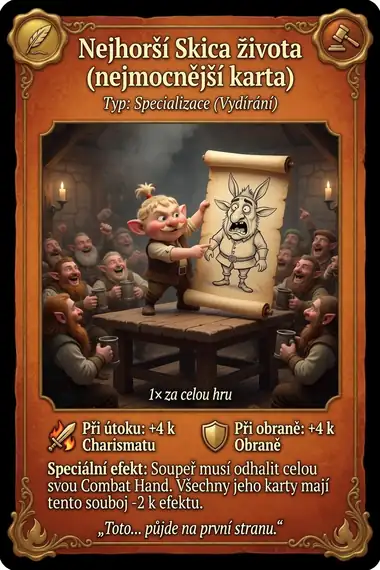 Nejhorší Skica života
(nejmocnější karta)
Typ: Specializace (Vydírání)
1× za celou hru
Při útoku: +4 k
Charismatu
Při obraně: +4 k
Obraně
Speciální efekt: Soupeř musí odhalit celou
svou Combat Hand. Všechny jeho karty mají
tento souboj -2 k efektu.
„Toto... půjde na první stranu.“